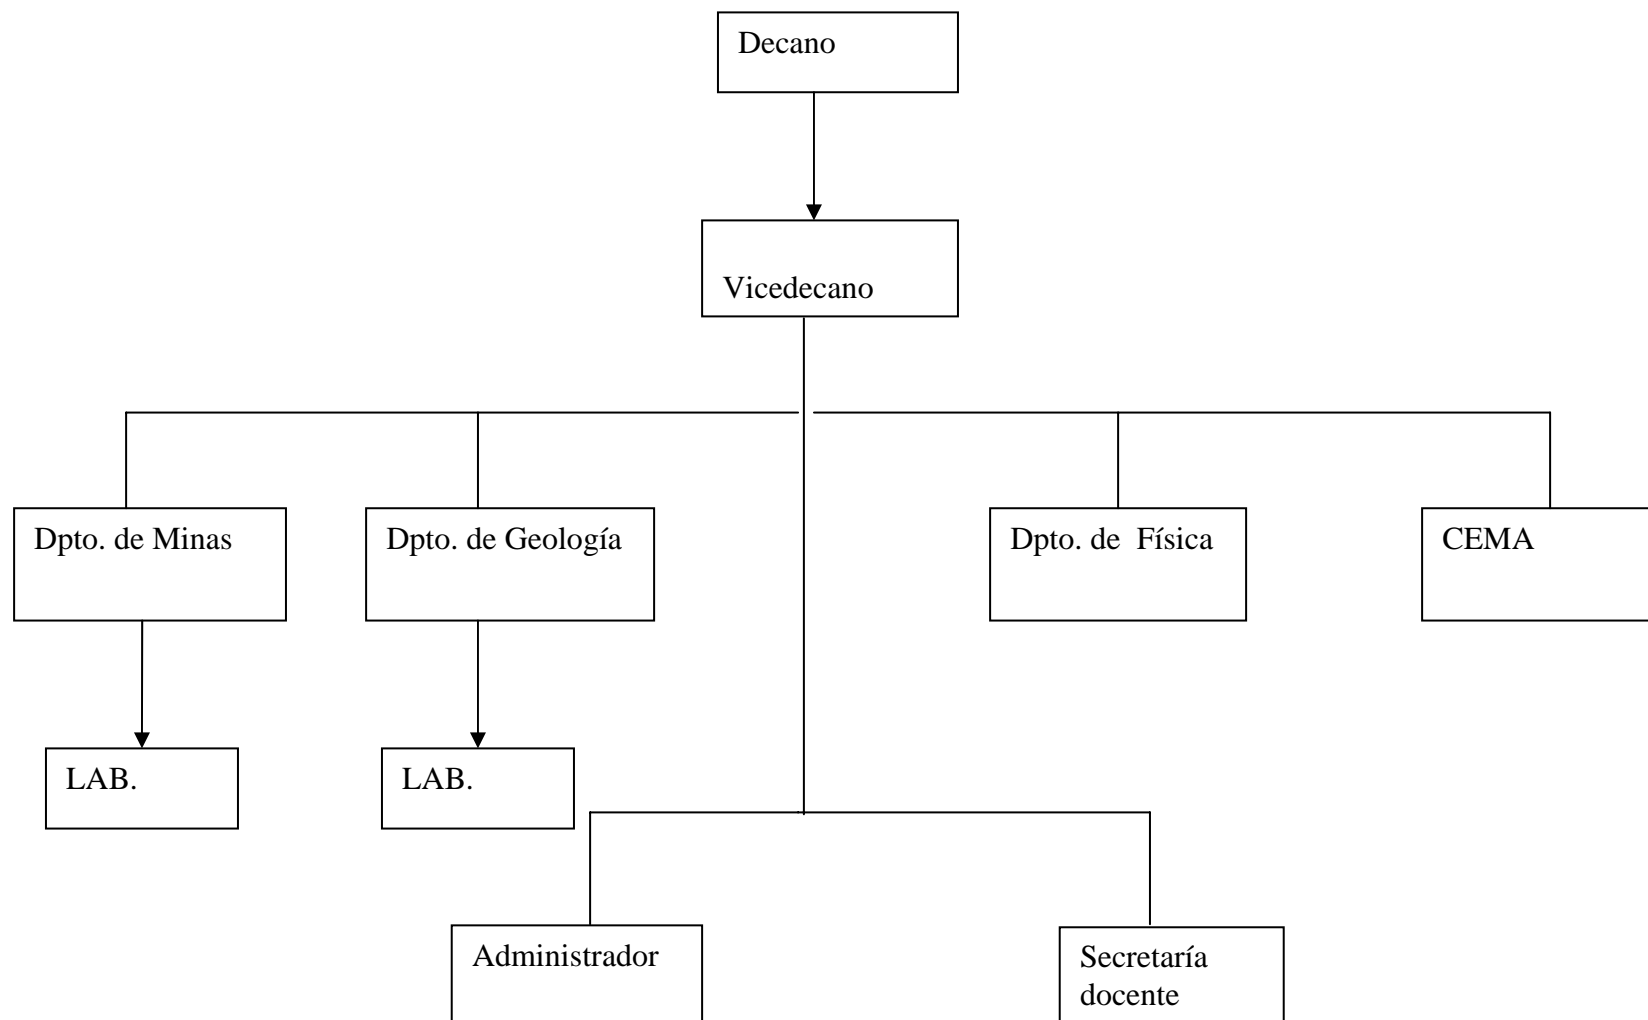 Decano
Vicedecano
Dpto. de Minas
Dpto. de Geología
Dpto. de  Física
CEMA
LAB.
LAB.
Administrador
Secretaría
docente